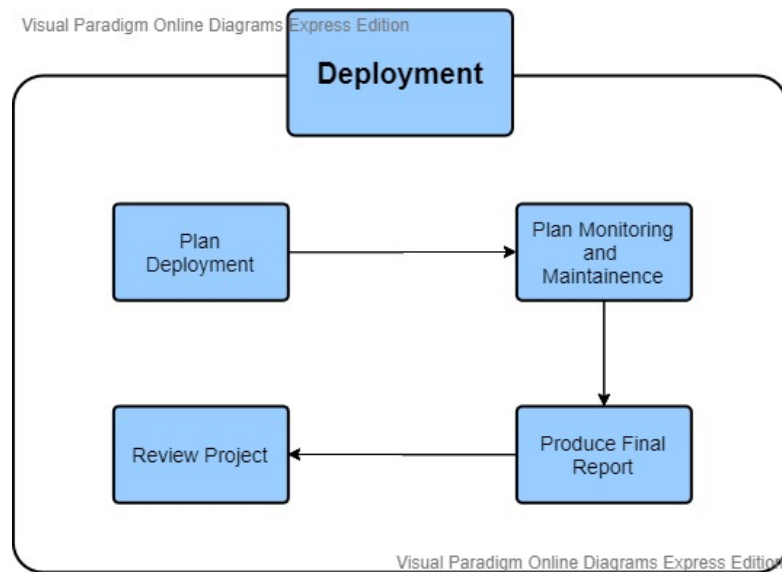 Visual Paradigm Online Diagrams Express Edition
Deployment
Plan
Deployment
Plan Monitoring
and
Maintainence
Review Project
Produce Final
Report
Visual Paradigm Online Diagrams Express Edition